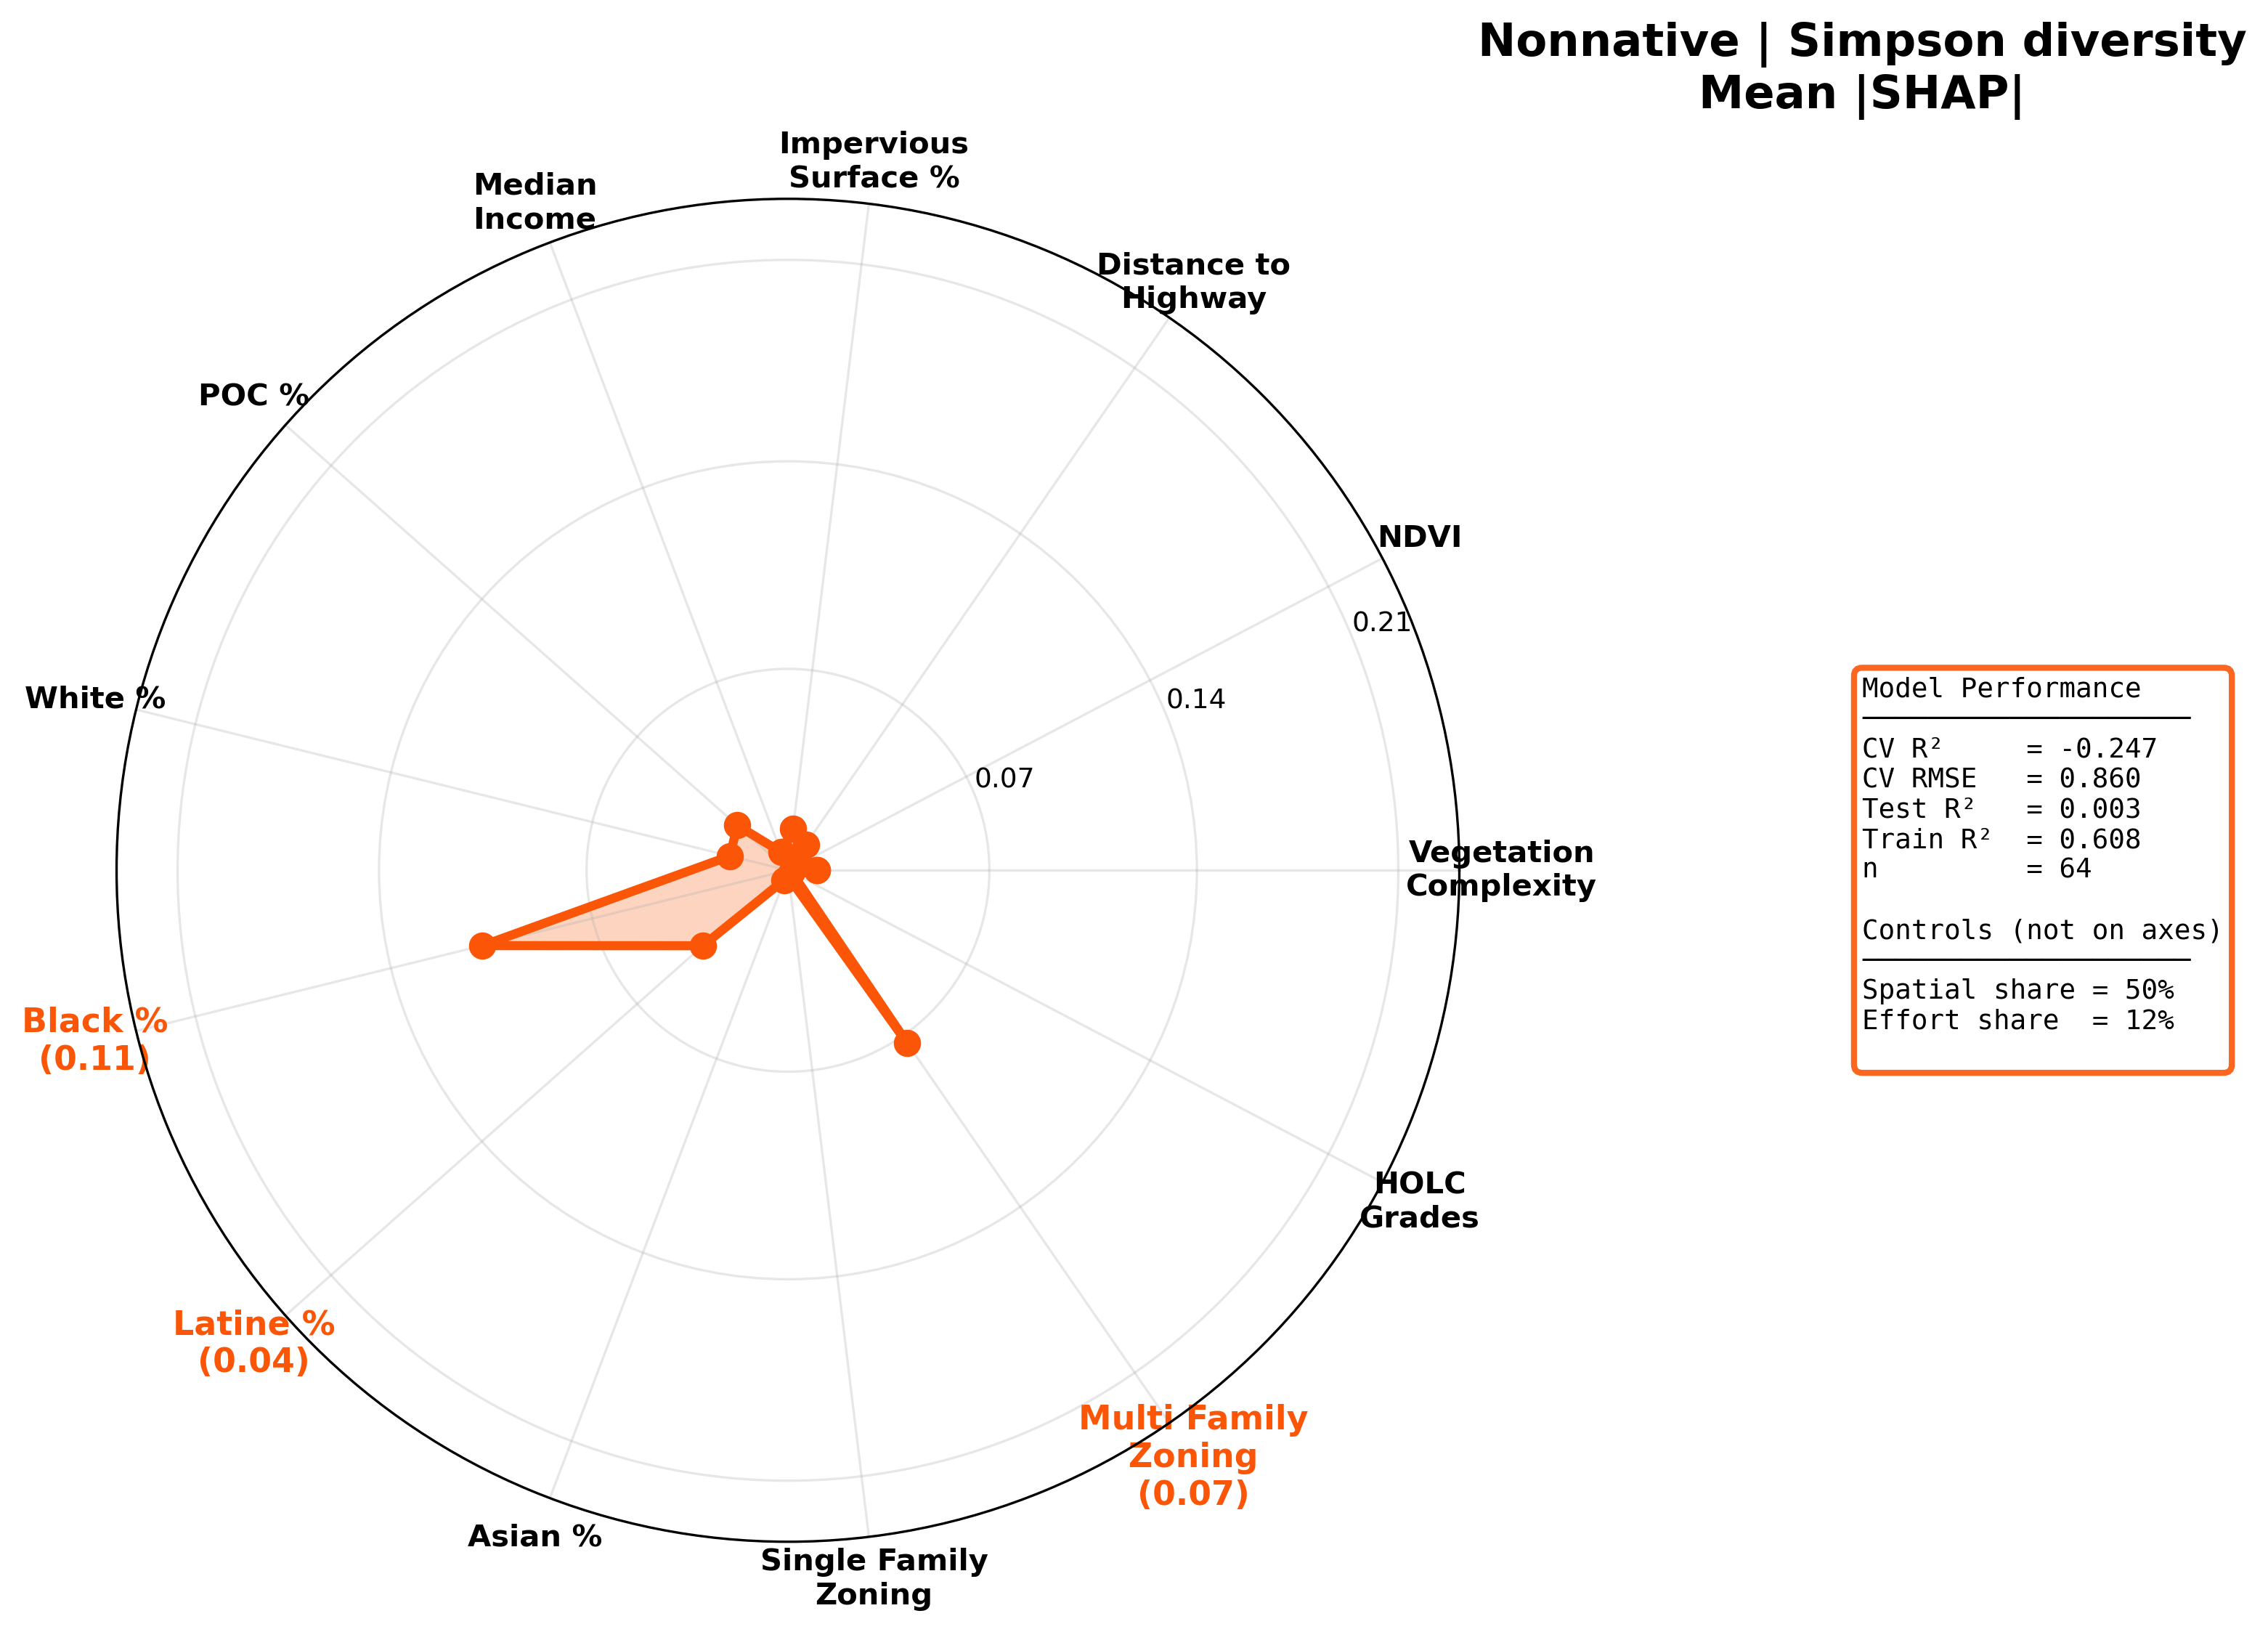 Nonnative | Simpson diversity
Mean |SHAP|
Impervious
Surface %
Median
Income
Distance to
Highway
POC %
NDVI
0.21
White %
0.14
0.07
Vegetation
Complexity
Black %
(0.11)
HOLC
Grades
Latine %
(0.04)
Multi Family
Zoning
(0.07)
Asian %
Single Family
Zoning
Model Performance
CV R² = -0.247
CV RMSE = 0.860
Test R² = 0.003
Train R² = 0.608
n = 64
Controls (not on axes)
Spatial share = 50%
Effort share = 12%